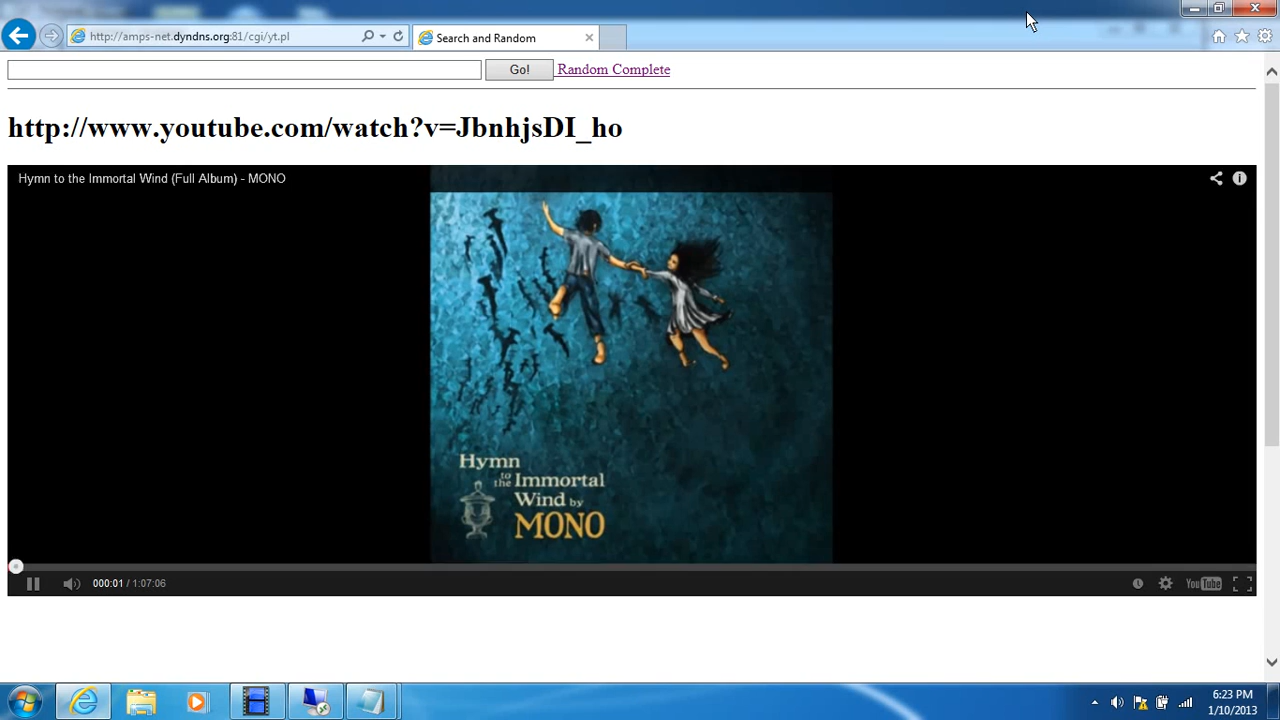 http://amps-net.dyndns.org:81/cgi/yt.pl
Search and Random
Go! Random Complete
http://www.youtube.com/watch?v=JbnhjsDI_ho
Hymn to the Immortal Wind (Full Album) - MONO
Hymn
to the Immortal
Wind by
MONO
000:01 / 1:07:06
YouTube
6:23 PM
1/10/2013